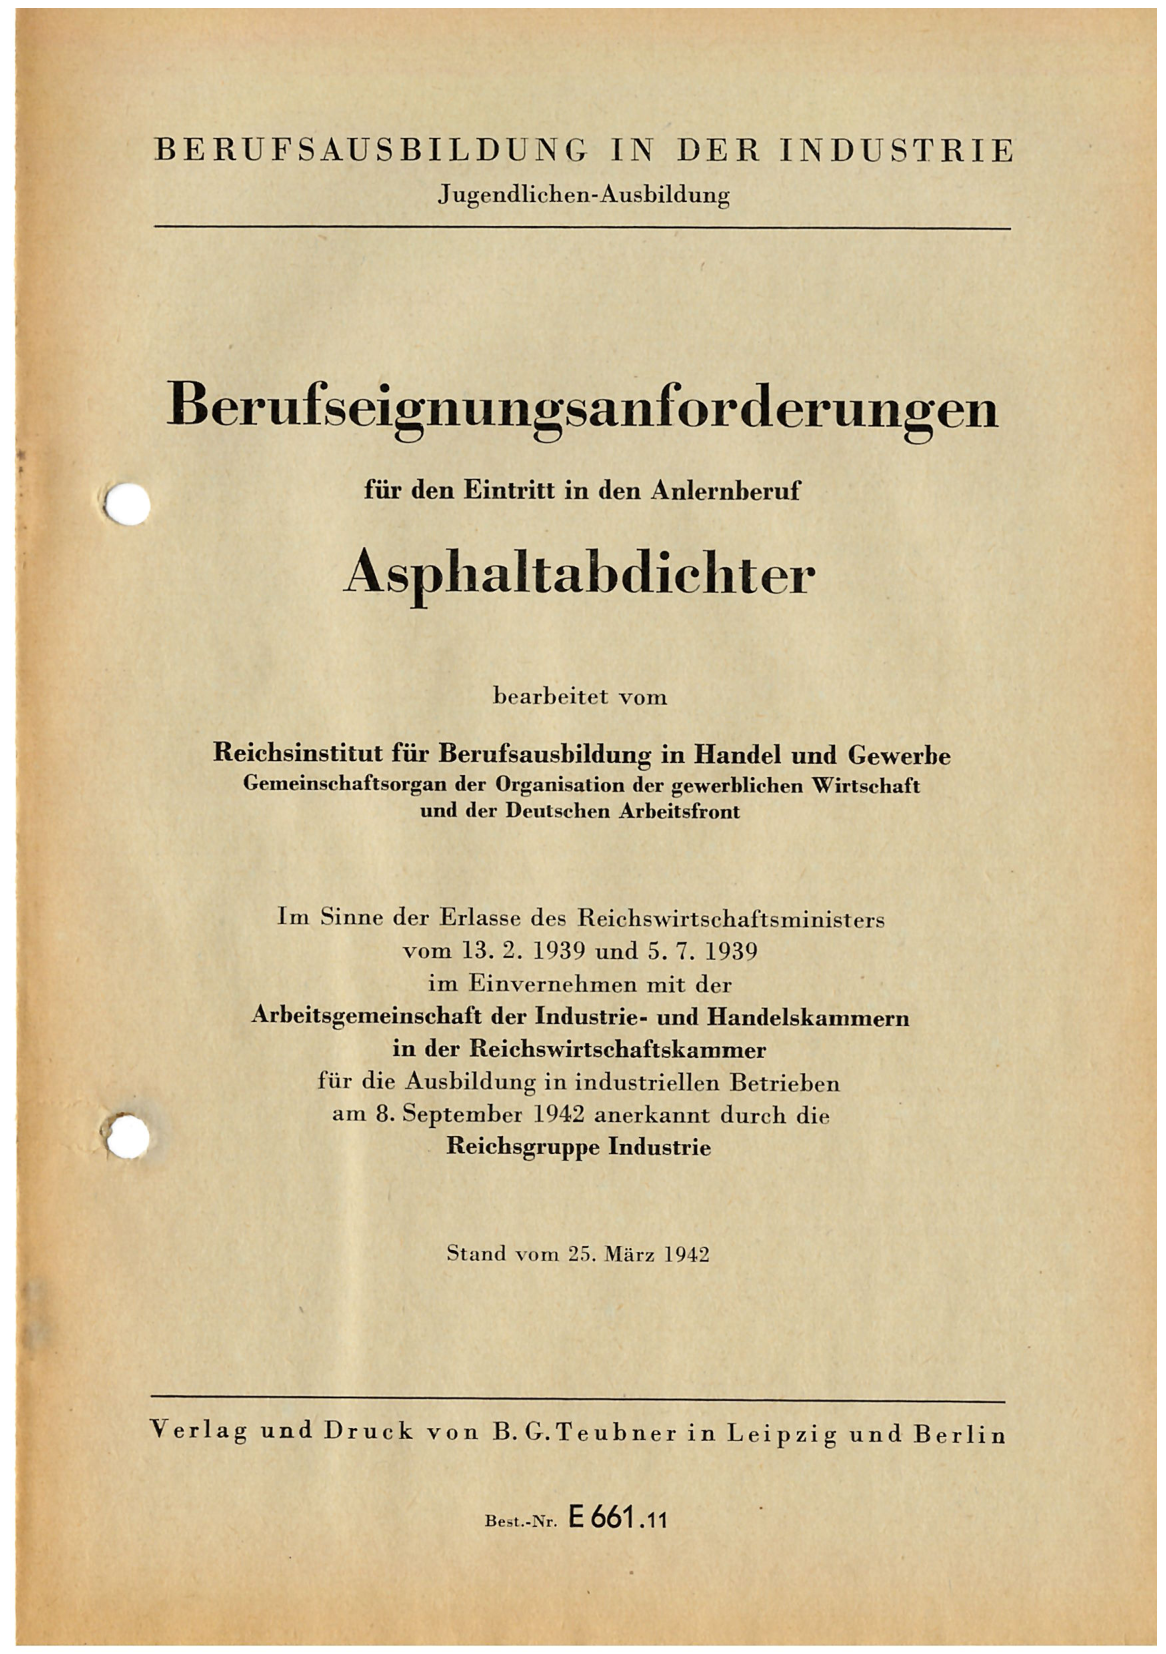 BERUFSAUSBILDUNG IN DER INDUSTRIE
Jugendlichen-Ausbildung
Berufseignungsanforderungen
für den Eintritt in den Anlernberuf
Asphaltabdichter
bearbeitet vom
Reichsinstitut für Berufsausbildung in Handel und Gewerbe
Gemeinschaftsorgan der Organisation der gewerblichen Wirtschaft
und der Deutschen Arbeitsfront
Im Sinne der Erlasse des Reichswirtschaftsministers
vom 13. 2. 1939 und 5. 7. 1939
im Einvernehmen mit der
Arbeitsgemeinschaft der Industrie- und Handelskammern
in der Reichswirtschaftskammer
für die Ausbildung in industriellen Betrieben
am 8. September 1942 anerkannt durch die
Reichsgruppe Industrie
Stand vom 25. März 1942
Verlag und Druck von B. G. Teubner in Leipzig und Berlin
Best.-Nr. E 661.11